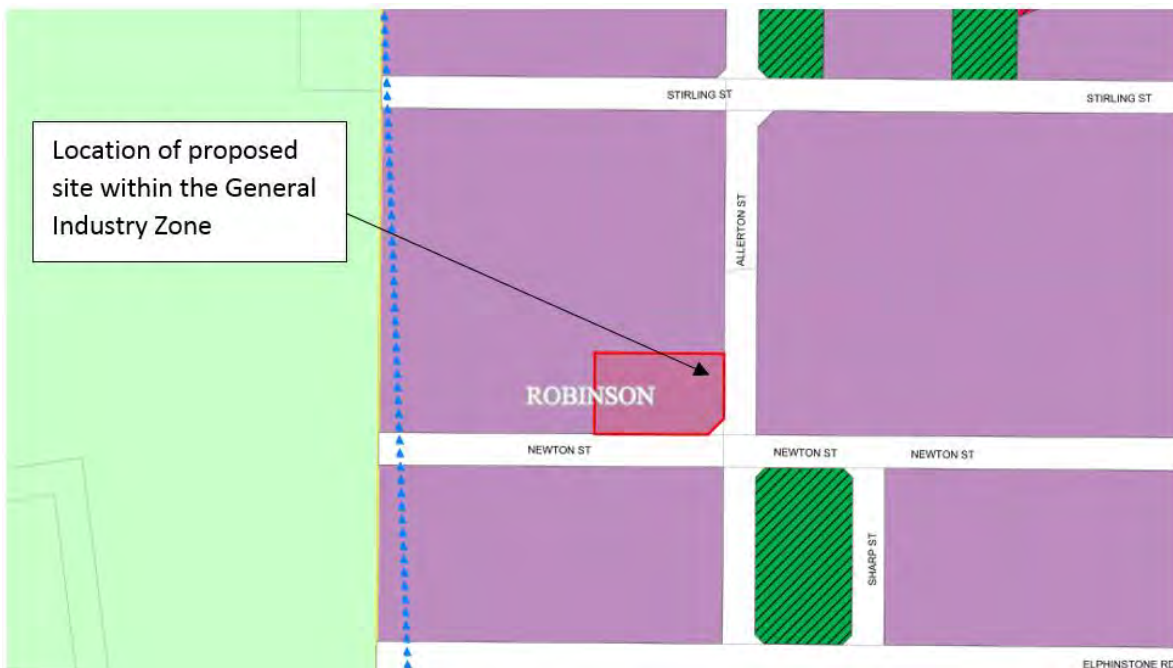 STIRLING ST
STIRLING ST
Location of proposed
site within the General
Industry Zone
ALLERTON ST
ROBINSON
NEWTON ST
NEWTON ST
NEWTON ST
SHARP ST
ELPHINSTONE RD